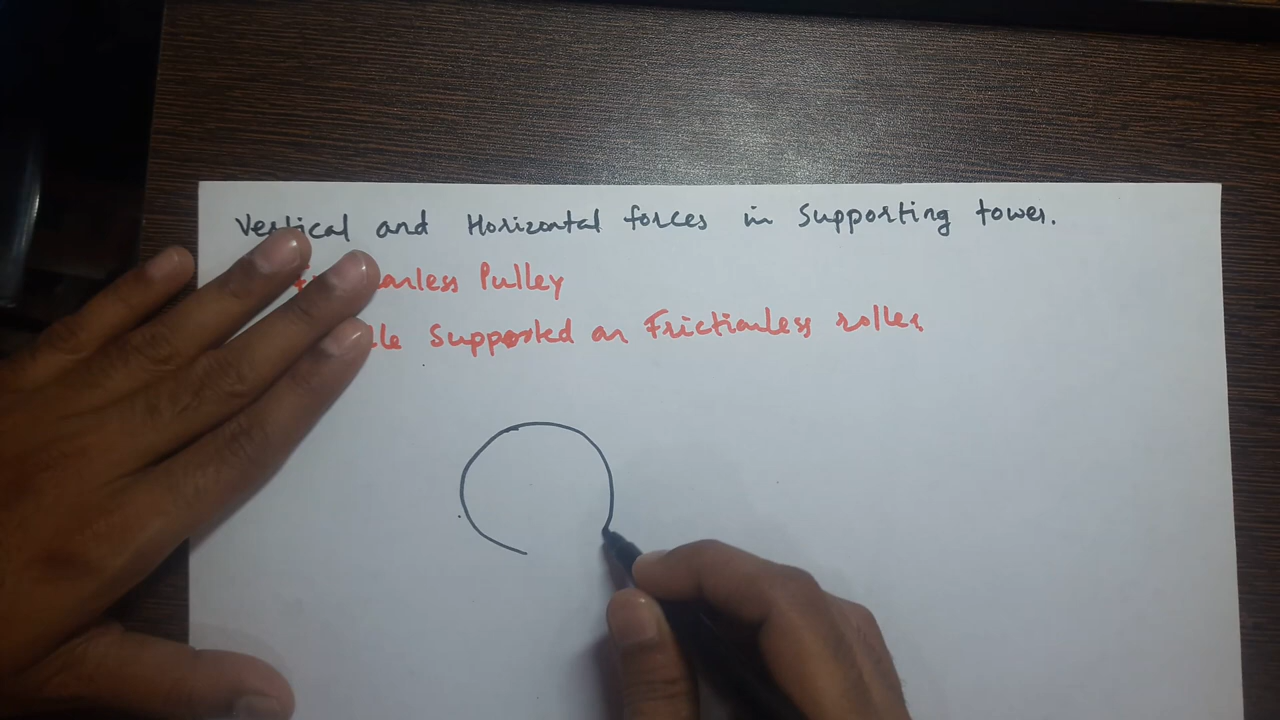 Vertical and Horizontal forces in Supporting tower.
Pulley
Supported on Frictionless roller